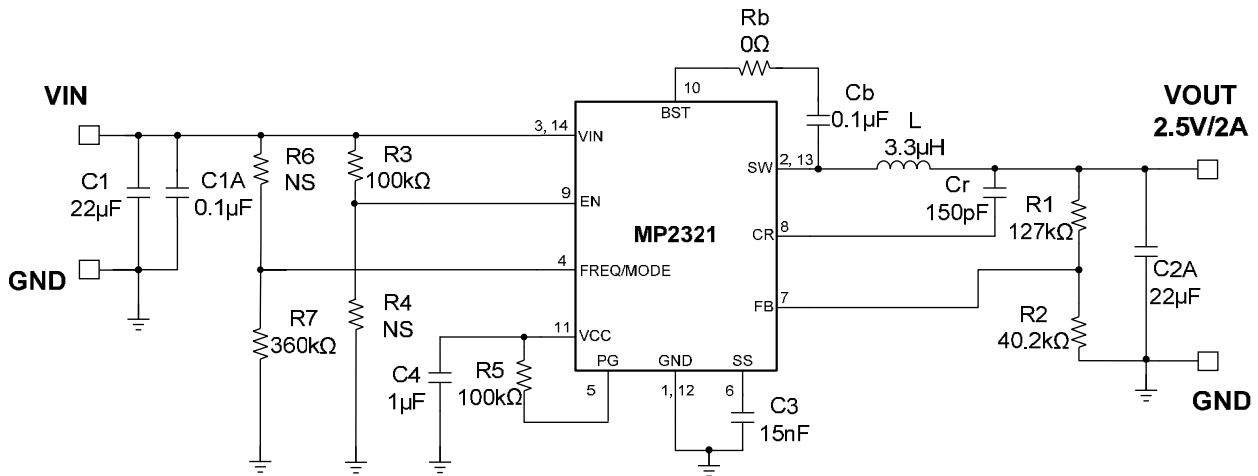 Rb
0Ω
10
BST
VIN
3, 14
VIN
Cb
0.1µF
L
3.3µH
VOUT
2.5V/2A
R6
NS
R3
100kΩ
SW
2, 13
C1
22µF
C1A
0.1µF
9
EN
Cr
150pF
R1
127kΩ
MP2321
CR
8
GND
4
FREQ/MODE
C2A
22µF
R7
360kΩ
R4
NS
FB
7
R2
40.2kΩ
11
VCC
C4
1µF
R5
100kΩ
PG
GND
SS
5
1, 12
6
C3
15nF
GND